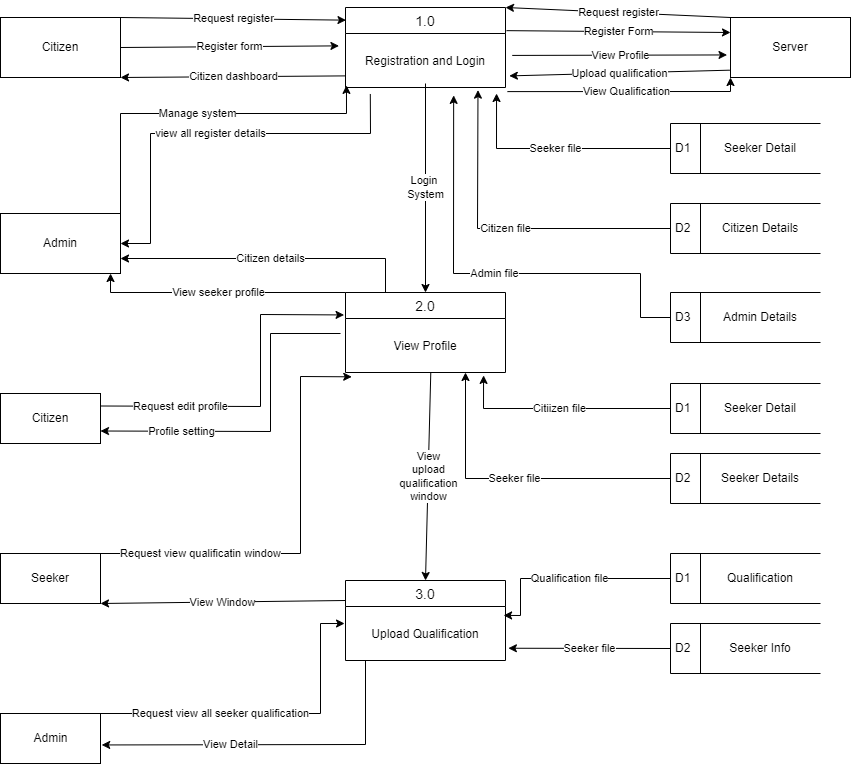 Request register
1.0
Request register
Citizen
Register form
Register Form
Server
Registration and Login
View Profile
Citizen dashboard
Upload qualification
View Qualification
Manage system
view all register details
Seeker file
D1
Seeker Detail
Login
System
Citizen file
D2
Citizen Details
Admin
Citizen details
Admin file
View seeker profile
2.0
D3
Admin Details
View Profile
Request edit profile
Citiizen file
D1
Seeker Detail
Citizen
Profile setting
View
upload
qualification
window
Seeker file
D2
Seeker Details
Request view qualificatin window
Seeker
3.0
Qualification file
D1
Qualification
View Window
Upload Qualification
Seeker file
D2
Seeker Info
Request view all seeker qualification
Admin
View Detail